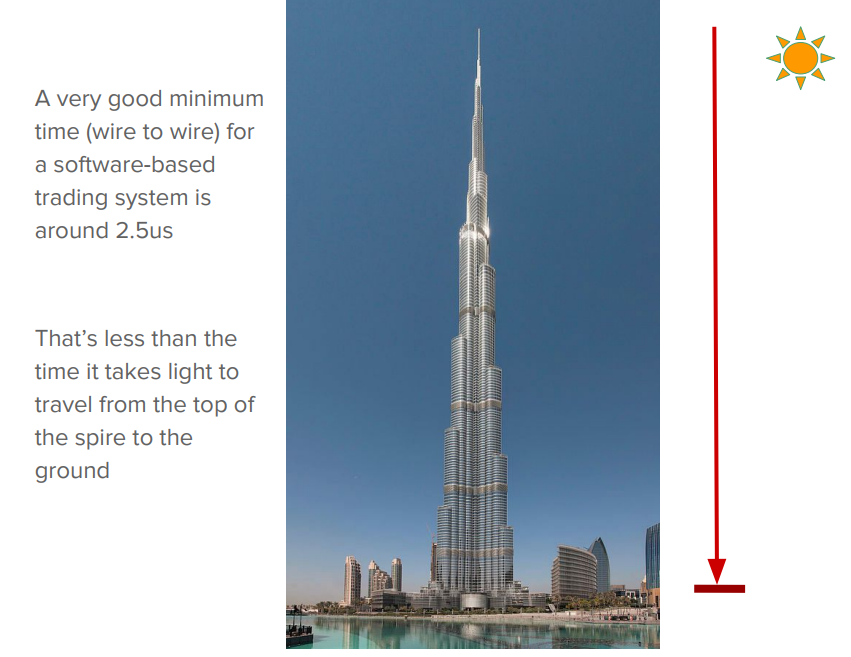 A very good minimum
time (wire to wire) for
a software-based
trading system is
around 2.5us
That’s less than the
time it takes light to
travel from the top of
the spire to the
ground